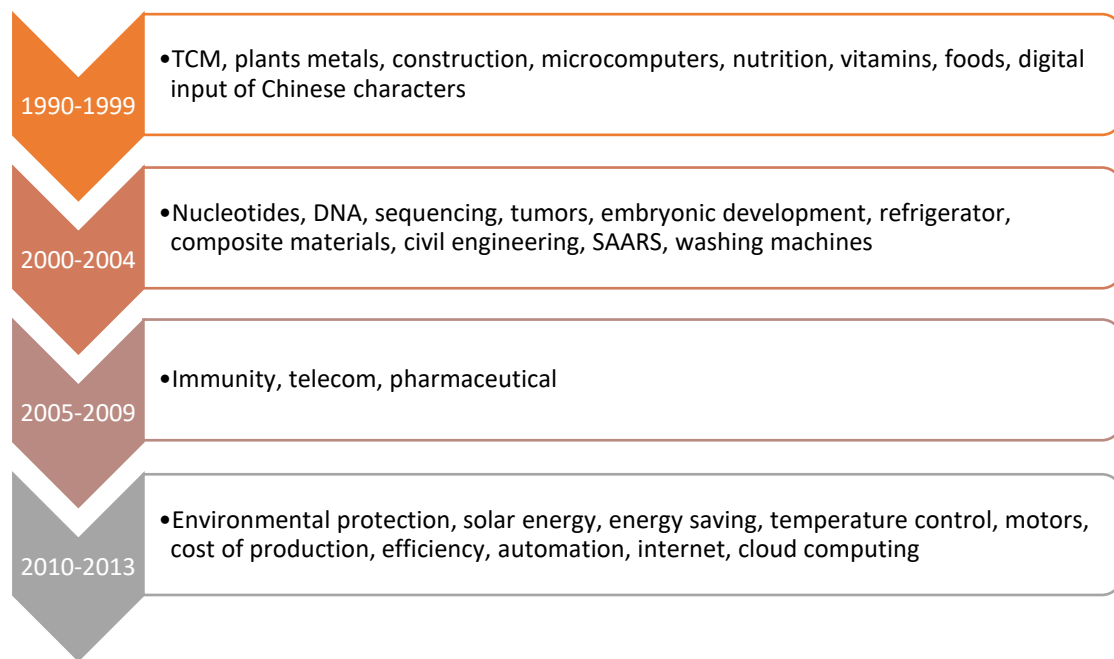 1990-1999
•TCM, plants metals, construction, microcomputers, nutrition, vitamins, foods, digital
input of Chinese characters
2000-2004
•Nucleotides, DNA, sequencing, tumors, embryonic development, refrigerator,
composite materials, civil engineering, SAARS, washing machines
2005-2009
•Immunity, telecom, pharmaceutical
2010-2013
•Environmental protection, solar energy, energy saving, temperature control, motors,
cost of production, efficiency, automation, internet, cloud computing